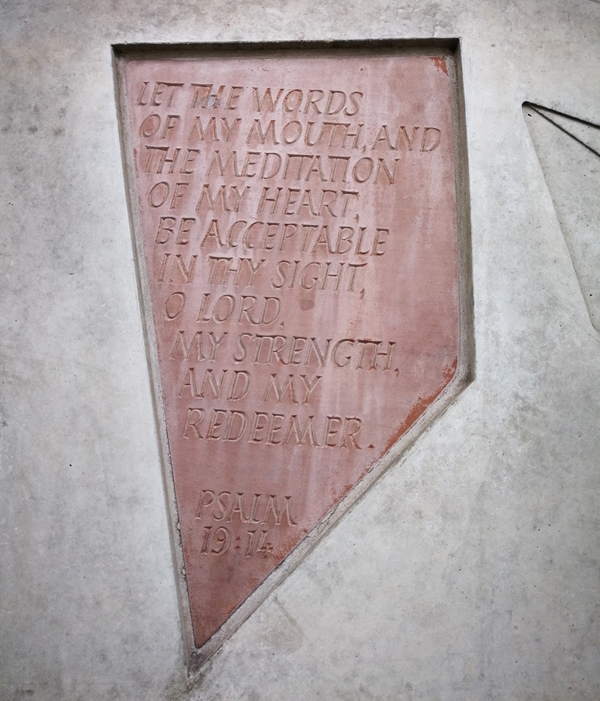 LET THE WORDS
OF MY MOUTH, AND
THE MEDITATION
OF MY HEART,
BE ACCEPTABLE
IN THY SIGHT,
O LORD,
MY STRENGTH,
AND MY
REDEEMER.
PSALM
19:14